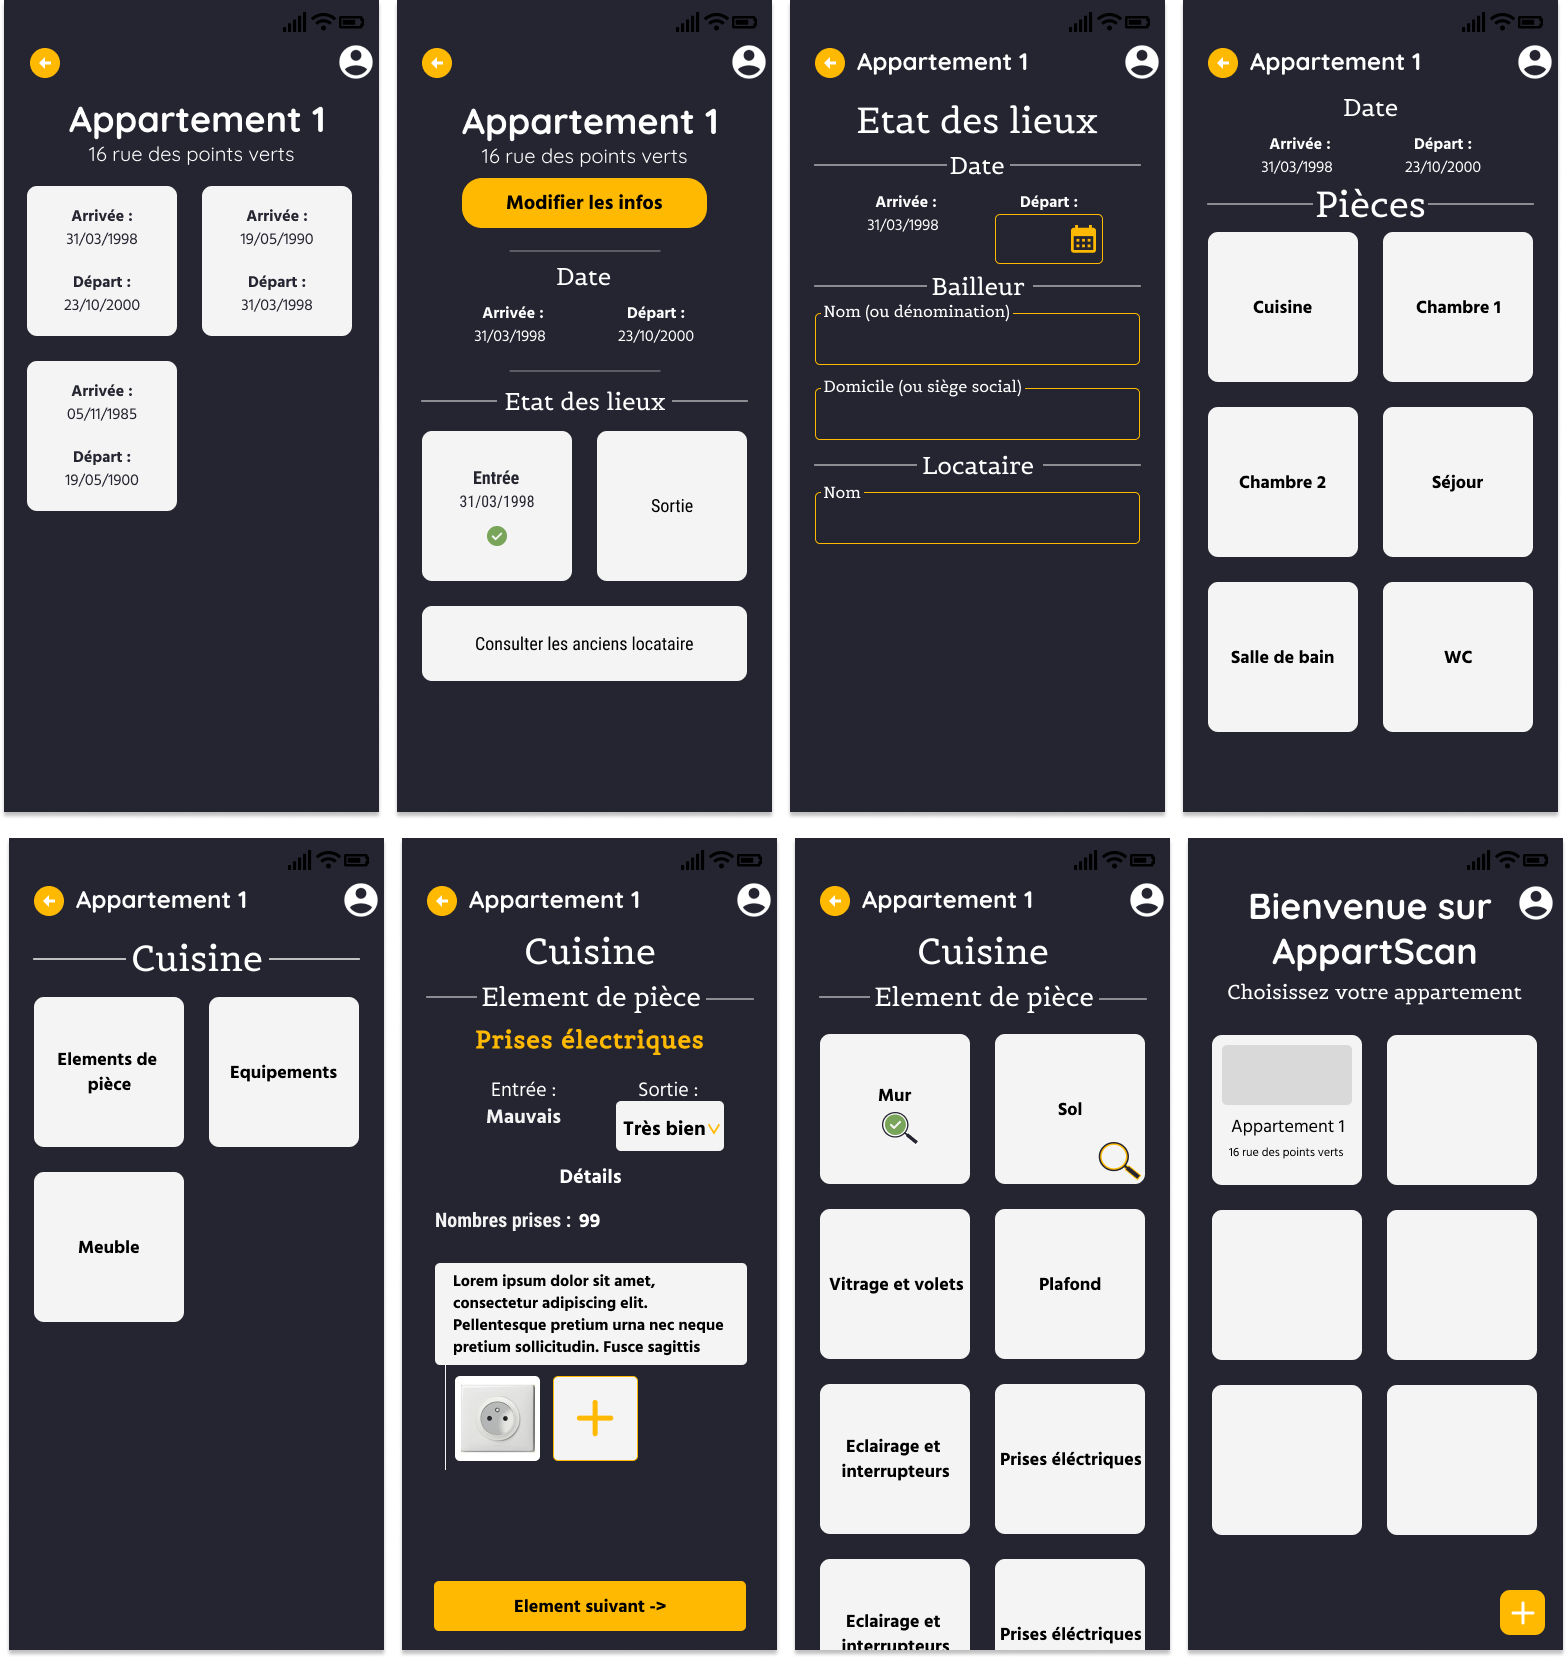 Appartement 1
16 rue des points verts
Arrivée :
31/03/1998
Départ :
23/10/2000
Arrivée :
19/05/1990
Départ :
31/03/1998
Arrivée :
05/11/1985
Départ :
19/05/1900
Appartement 1
16 rue des points verts
Modifier les infos
Date
Arrivée :
31/03/1998
Départ :
23/10/2000
Etat des lieux
Entrée
31/03/1998
Sortie
Consulter les anciens locataire
Appartement 1
Etat des lieux
Date
Arrivée :
31/03/1998
Départ :
Bailleur
Nom (ou dénomination)
Domicile (ou siège social)
Locataire
Nom
Appartement 1
Date
Arrivée :
31/03/1998
Départ :
23/10/2000
Pièces
Cuisine
Chambre 1
Chambre 2
Séjour
Salle de bain
WC
Appartement 1
Cuisine
Elements de
pièce
Equipements
Meuble
Appartement 1
Cuisine
Element de pièce
Prises électriques
Entrée :
Mauvais
Sortie :
Très bien
Détails
Nombres prises : 99
Lorem ipsum dolor sit amet,
consectetur adipiscing elit.
Pellentesque pretium urna nec neque
pretium sollicitudin. Fusce sagittis
Element suivant ->
Appartement 1
Cuisine
Element de pièce
Mur
Sol
Vitrage et volets
Plafond
Eclairage et
interrupteurs
Prises éléctriques
Eclairage et
interrupteurs
Prises éléctriques
Bienvenue sur
AppartScan
Choisissez votre appartement
Appartement 1
16 rue des points verts